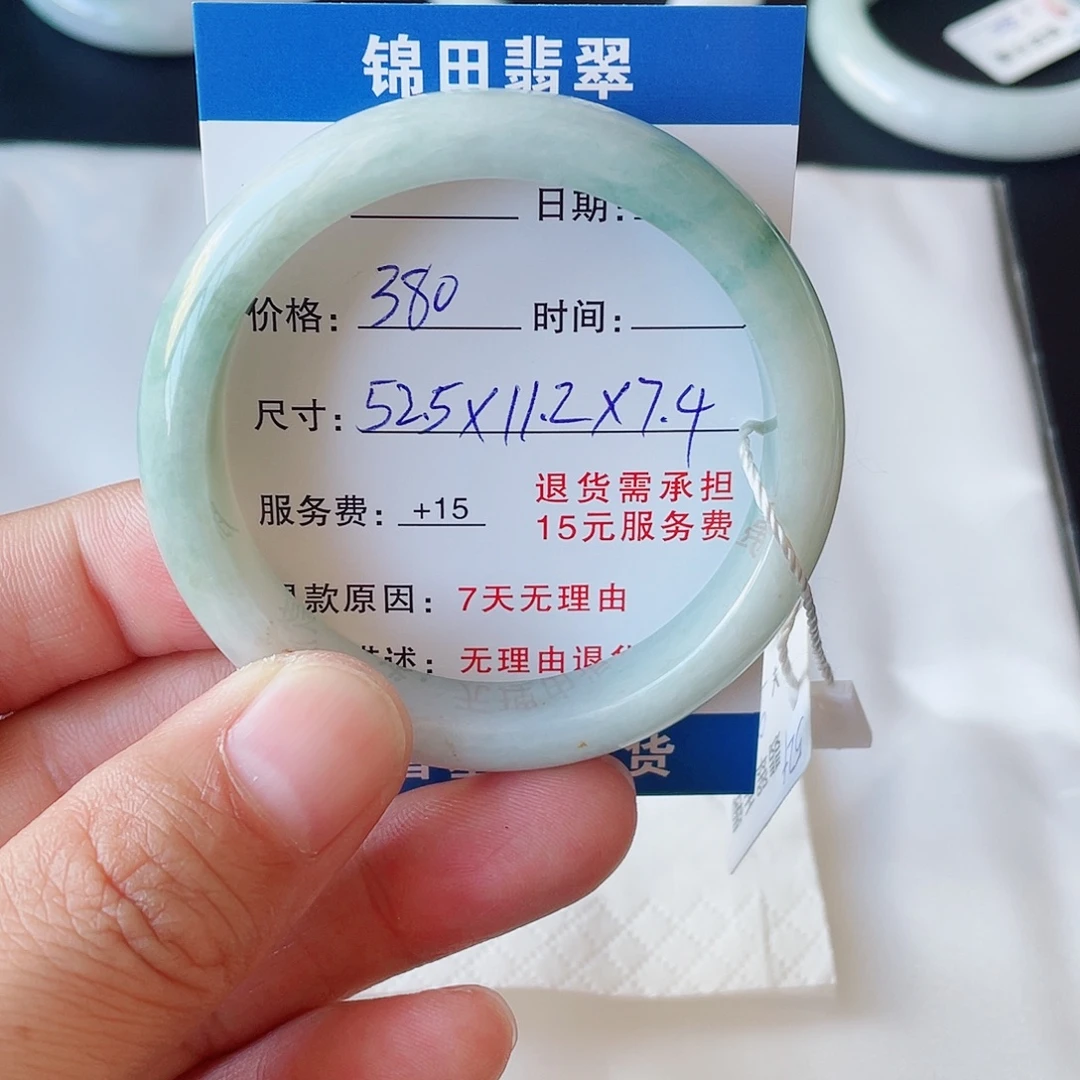 锦田翡翠
日期:
价格: 380 时间:
尺寸: 52.5X11.2X7.4
服务费: +15
退货需承担
15元服务费
款原因: 7天无理由
述: 无理由退货
货